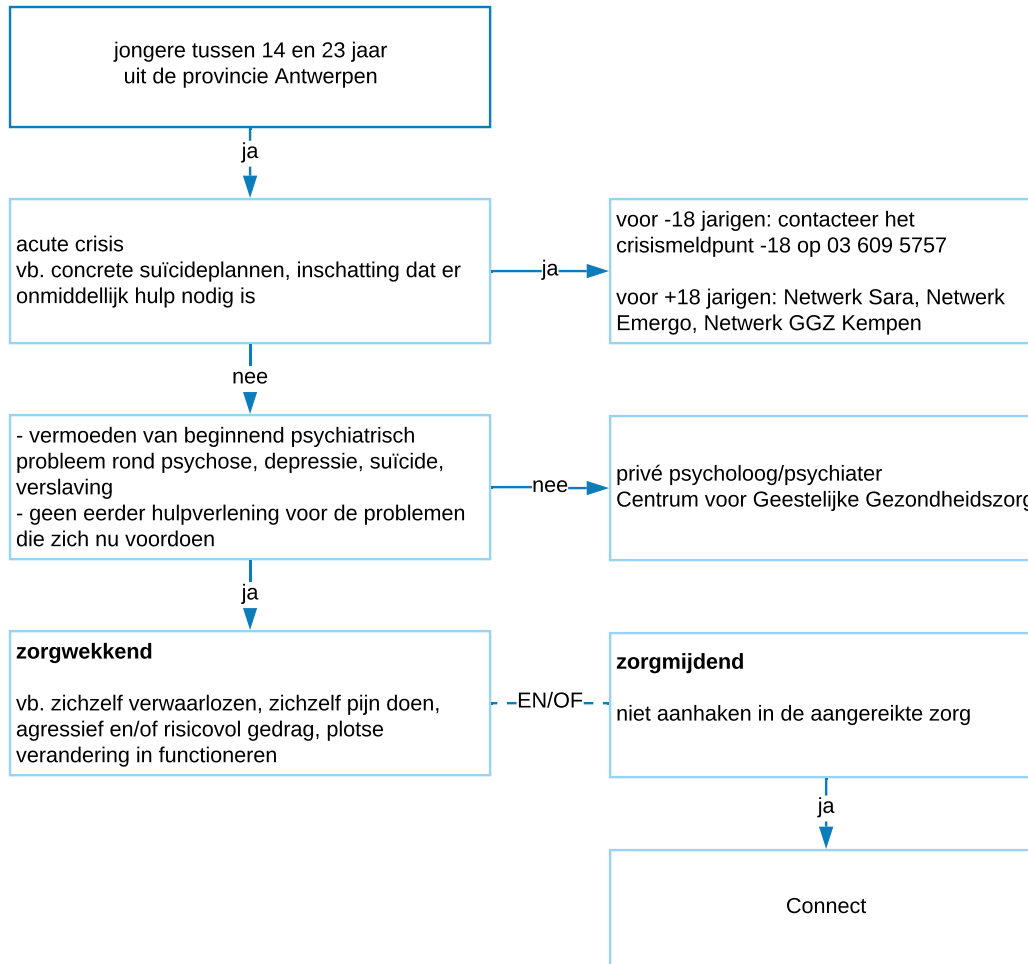 jongere tussen 14 en 23 jaar
uit de provincie Antwerpen
ja
acute crisis
vb. concrete suïcideplannen, inschatting dat er
onmiddellijk hulp nodig is
ja
voor -18 jarigen: contacteer het
crisismeldpunt -18 op 03 609 5757
voor +18 jarigen: Netwerk Sara, Netwerk
Emergo, Netwerk GGZ Kempen
nee
- vermoeden van beginnend psychiatrisch
probleem rond psychose, depressie, suïcide,
verslaving
- geen eerder hulpverlening voor de problemen
die zich nu voordoen
nee
privé psycholoog/psychiater
Centrum voor Geestelijke Gezondheidszorg
ja
zorgwekkend
vb. zichzelf verwaarlozen, zichzelf pijn doen,
agressief en/of risicovol gedrag, plotse
verandering in functioneren
EN/OF
zorgmijdend
niet aanhaken in de aangereikte zorg
ja
Connect